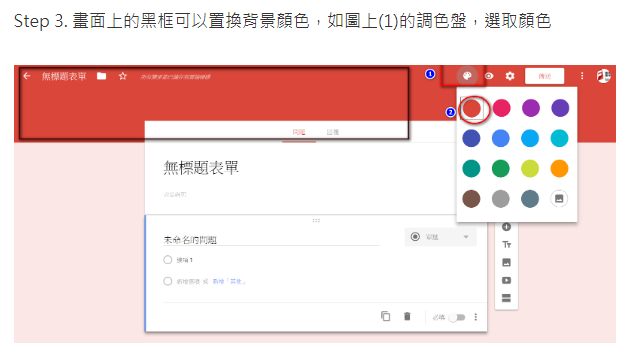 Step 3. 畫面上的黑框可以置換背景顏色，如圖上(1)的調色盤，選取顏色
無標題表單
1
傳送
2
問題
回覆
無標題表單
未命名的問題
選項 1
必填